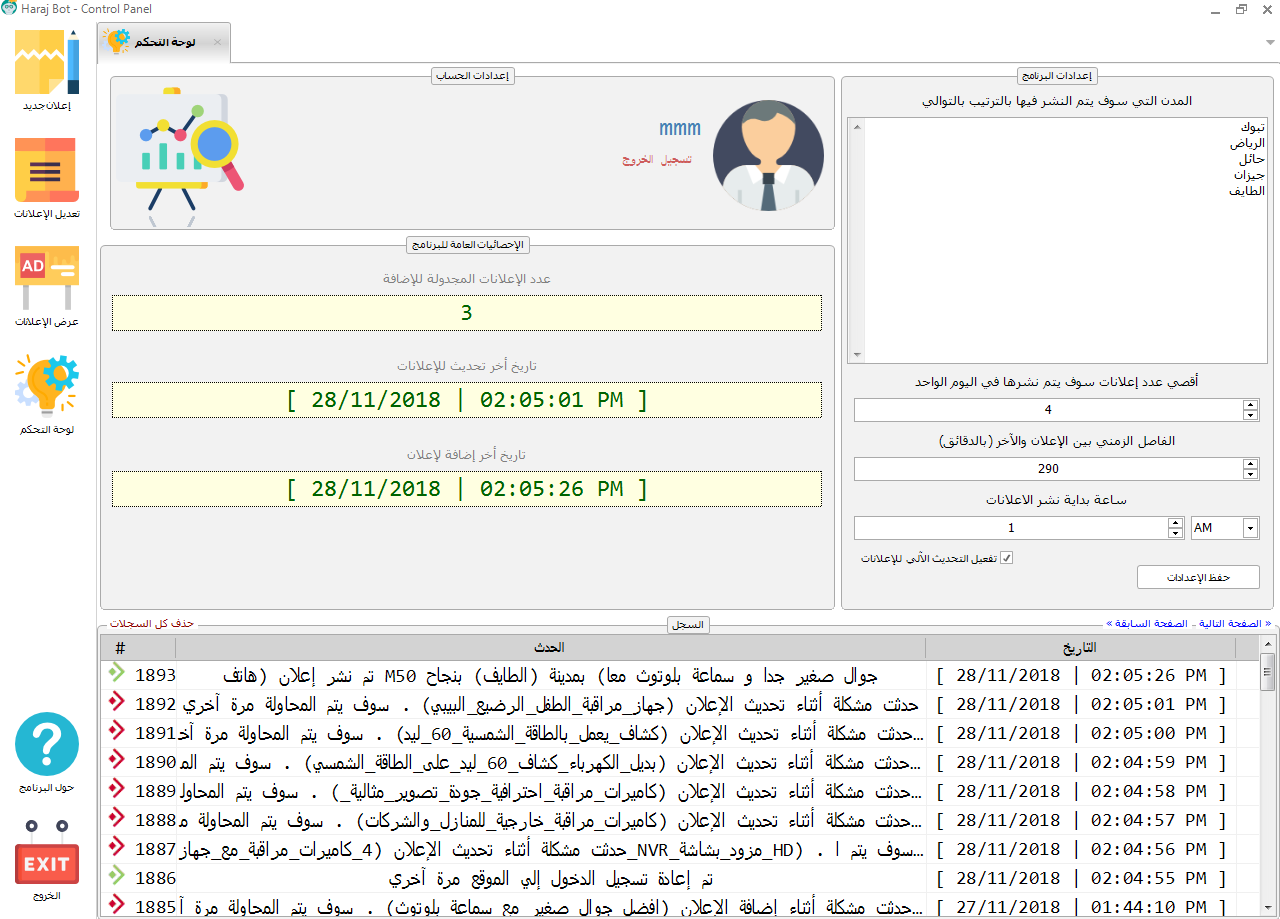 Haraj Bot - Control Panel
لوحة التحكم
إعلان جديد
تعديل الإعلانات
AD
عرض الإعلانات
لوحة التحكم
حول البرنامج
EXIT
الخروج
إعدادات البرنامج
المدن التي سوف يتم النشر فيها بالترتيب بالتوالي
تبوك
الرياض
حائل
جيزان
الطايف
أقصي عدد إعلانات سوف يتم نشرها في اليوم الواحد
4
الفاصل الزمني بين الإعلان والآخر (بالدقائق)
290
ساعة بداية نشر الاعلانات
1 AM
تفعيل التحديث الألي للإعلانات
حفظ الإعدادات
إعدادات الحساب
mmm
تسجيل الخروج
الإحصائيات العامة للبرنامج
عدد الإعلانات المجدولة للإضافة
3
تاريخ أخر تحديث للإعلانات
[ 28/11/2018 | 02:05:01 PM ]
تاريخ أخر إضافة لإعلان
[ 28/11/2018 | 02:05:26 PM ]
السجل
حذف كل السجلات
« الصفحة التالية - الصفحة السابقة »
# الحدث التاريخ
1893 جوال صغير جدا و سماعة بلوتوث معا) بمدينة (الطايف) بنجاح M50 تم نشر إعلان (هاتف [ 28/11/2018 | 02:05:26 PM ]
1892 حدثت مشكلة أثناء تحديث الإعلان (جهاز_مراقبة_الطفل_الرضيع_البيبي) . سوف يتم المحاولة مرة آخري [ 28/11/2018 | 02:05:01 PM ]
1891 حدثت مشكلة أثناء تحديث الإعلان (كشاف_يعمل_بالطاقة_الشمسية_60_ليد) . سوف يتم المحاولة مرة آخ... [ 28/11/2018 | 02:05:00 PM ]
1890 حدثت مشكلة أثناء تحديث الإعلان (بديل_الكهرباء_كشاف_60_ليد_على_الطاقة_الشمسي) . سوف يتم الم... [ 28/11/2018 | 02:04:59 PM ]
1889 حدثت مشكلة أثناء تحديث الإعلان (كاميرات_مراقبة_احترافية_جودة_تصوير_مثالية_) . سوف يتم المحاول... [ 28/11/2018 | 02:04:58 PM ]
1888 حدثت مشكلة أثناء تحديث الإعلان (كاميرات_مراقبة_خارجية_للمنازل_والشركات) . سوف يتم المحاولة م... [ 28/11/2018 | 02:04:57 PM ]
1887 ...سوف يتم ا . (HD_مزود_بشاشة_NVR_حدثت مشكلة أثناء تحديث الإعلان (4_كاميرات_مراقبة_مع_جهاز [ 28/11/2018 | 02:04:56 PM ]
1886 تم إعادة تسجيل الدخول إلي الموقع مرة آخري [ 28/11/2018 | 02:04:55 PM ]
1885 حدثت مشكلة أثناء إضافة الإعلان (افضل جوال صغير مع سماعة بلوتوث) . سوف يتم المحاولة مرة آ... [ 27/11/2018 | 01:44:10 PM ]